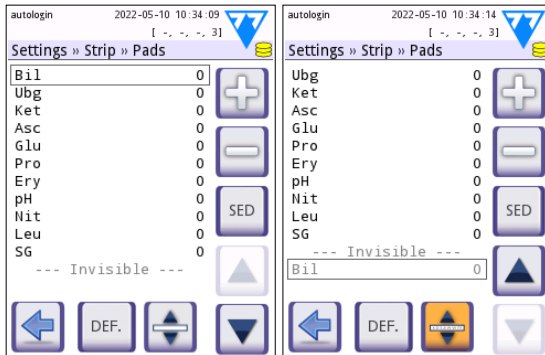 autologin 2022-05-10 10:34:09
[ -, -, -, 3]
Settings » Strip » Pads
Bil 0
Ubg 0
Ket 0
Asc 0
Glu 0
Pro 0
Ery 0
pH 0
Nit 0
Leu 0
SG 0
--- Invisible ---
SED
DEF.
autologin 2022-05-10 10:34:14
[ -, -, -, 3]
Settings » Strip » Pads
Ubg 0
Ket 0
Asc 0
Glu 0
Pro 0
Ery 0
pH 0
Nit 0
Leu 0
SG 0
--- Invisible ---
Bil 0
SED
DEF.